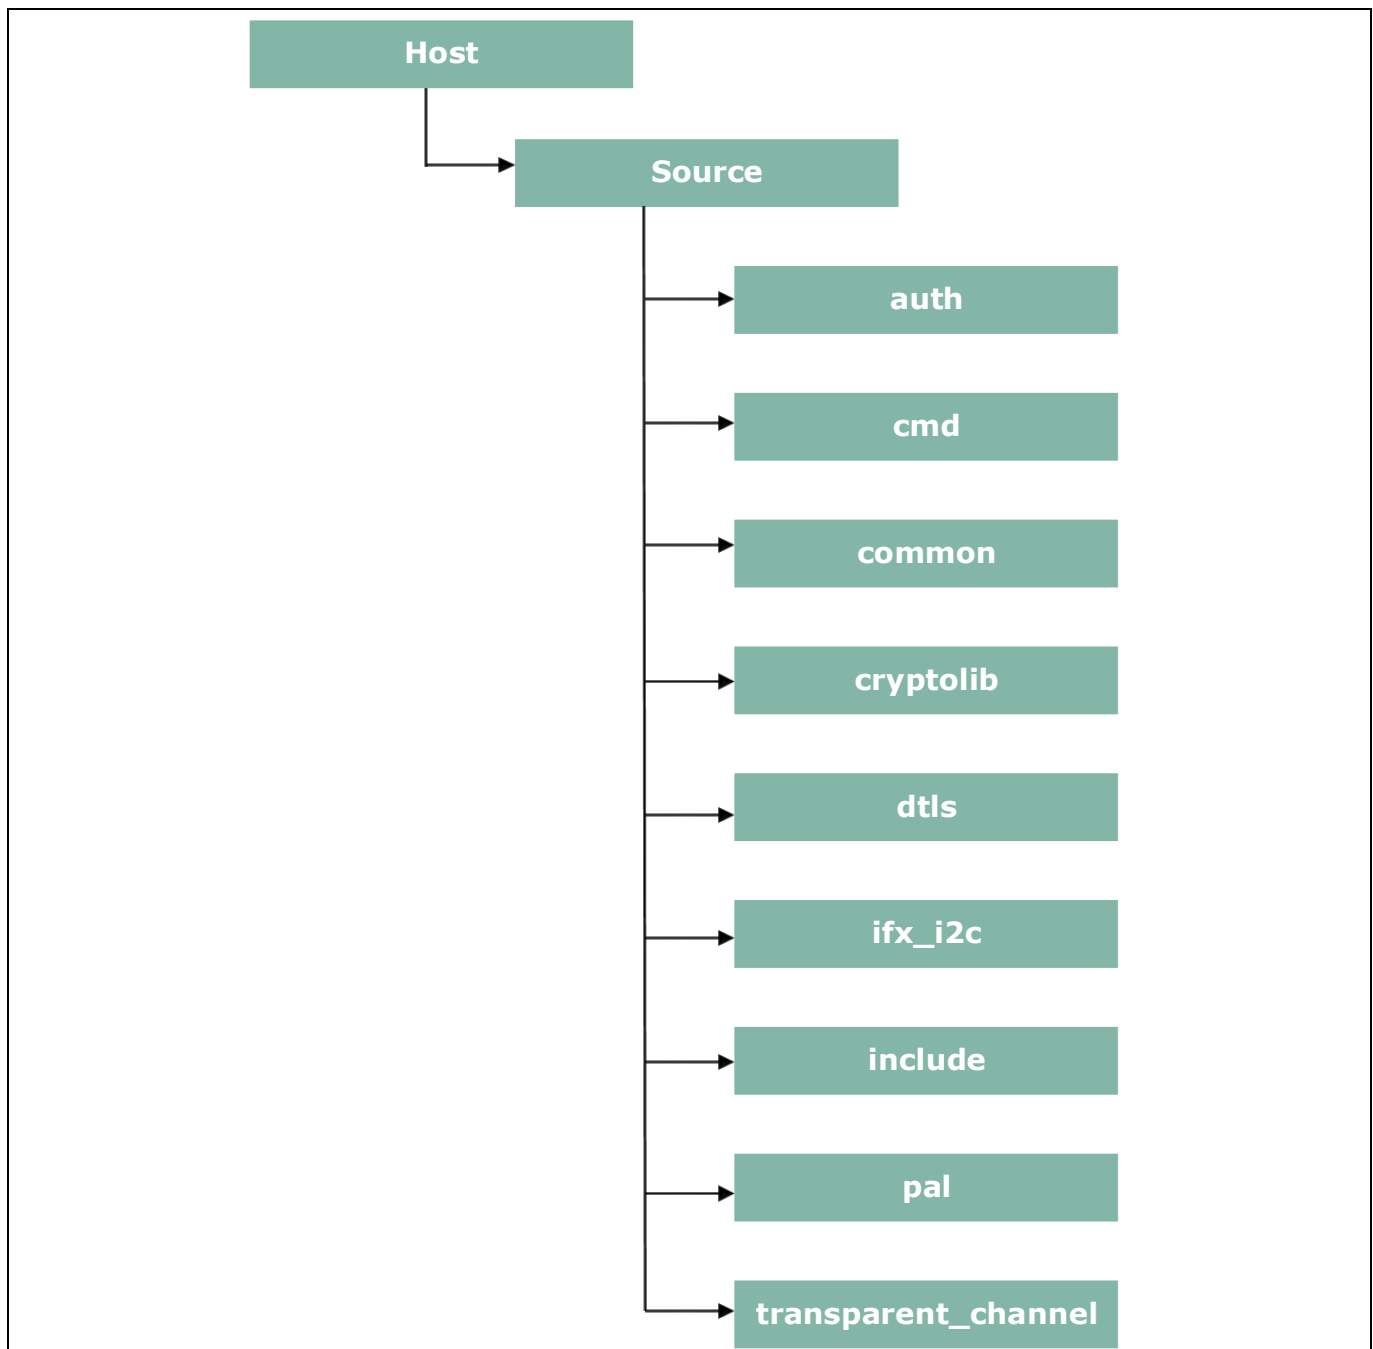 Host
Source
auth
cmd
common
cryptolib
dtls
ifx_i2c
include
pal
transparent_channel